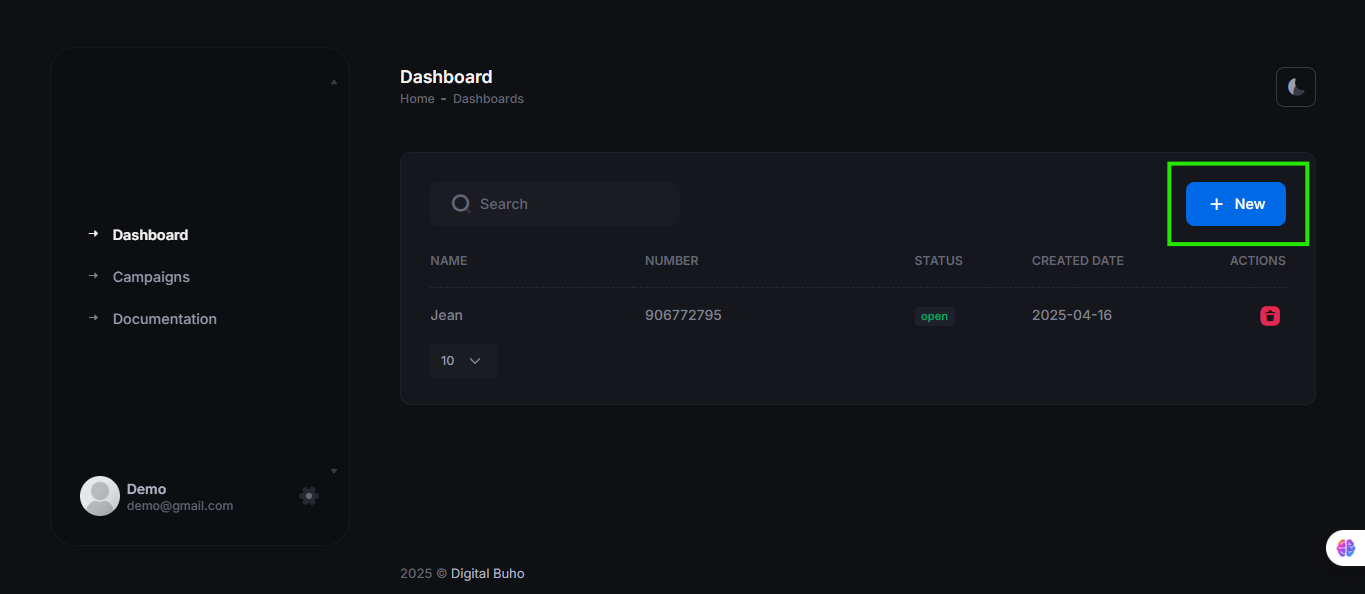 Dashboard
Home - Dashboards
Search
+ New
NAME NUMBER STATUS CREATED DATE ACTIONS
Jean 906772795 open 2025-04-16
10
Dashboard
Campaigns
Documentation
Demo
demo@gmail.com
2025 © Digital Buho